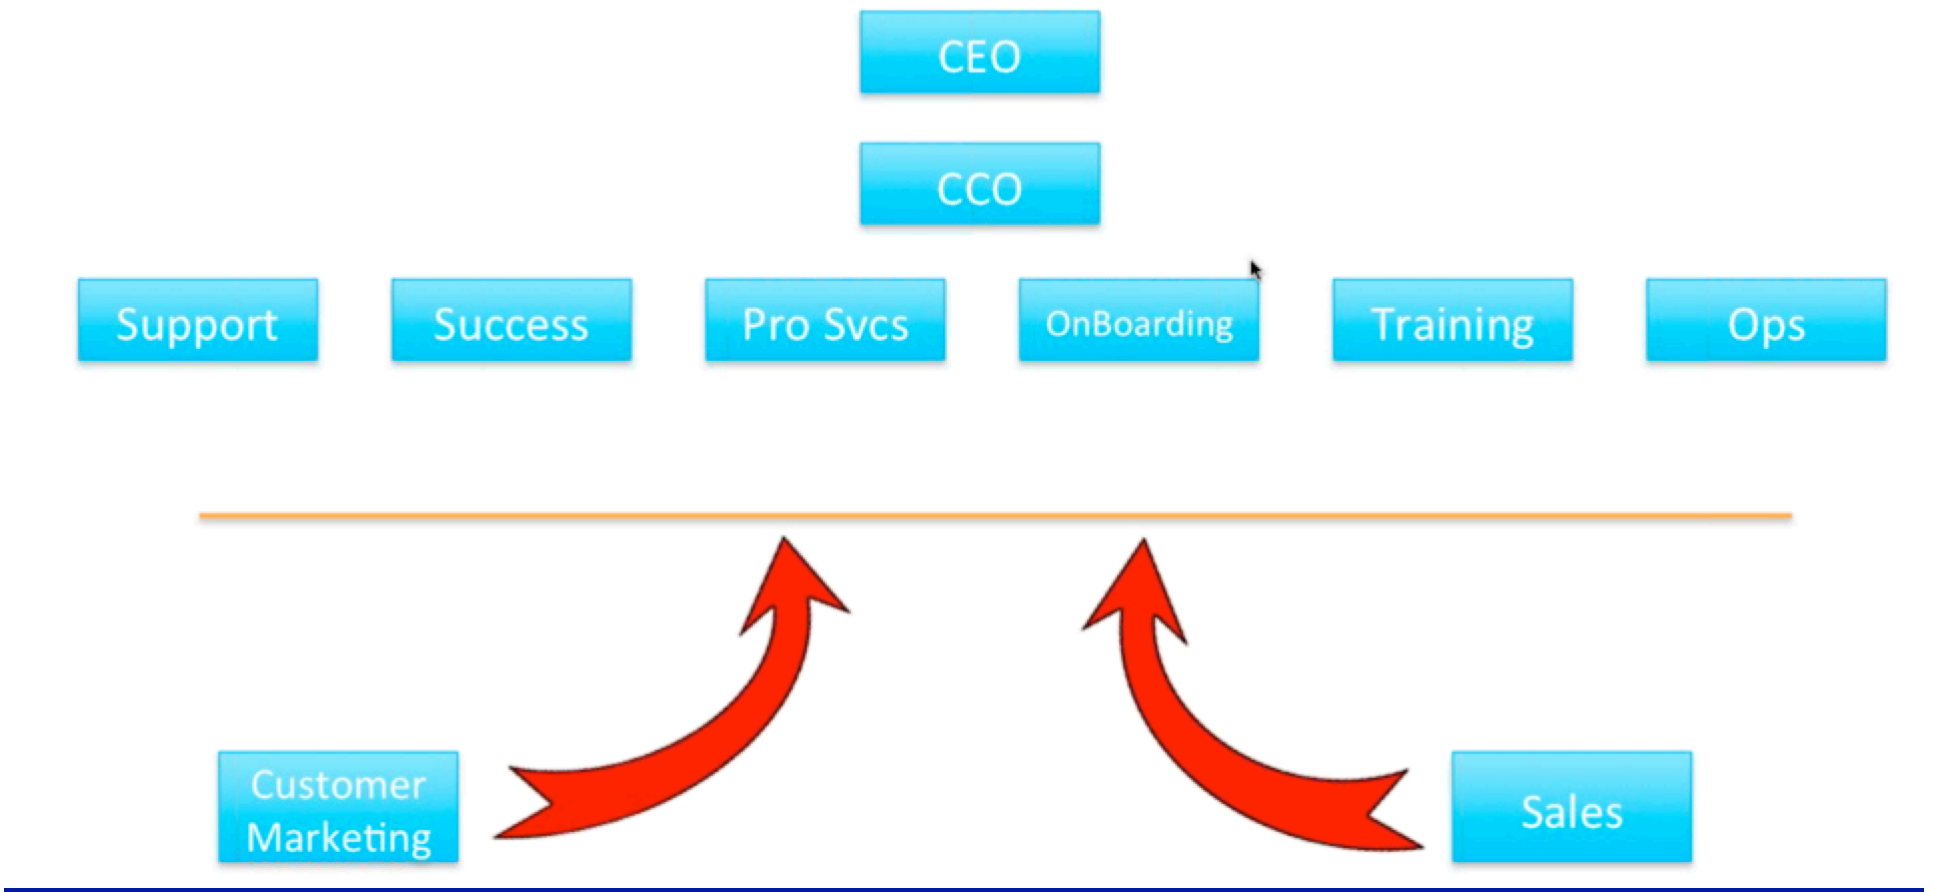 CEO
CCO
Support
Success
Pro Svcs
OnBoarding
Training
Ops
Customer
Marketing
Sales